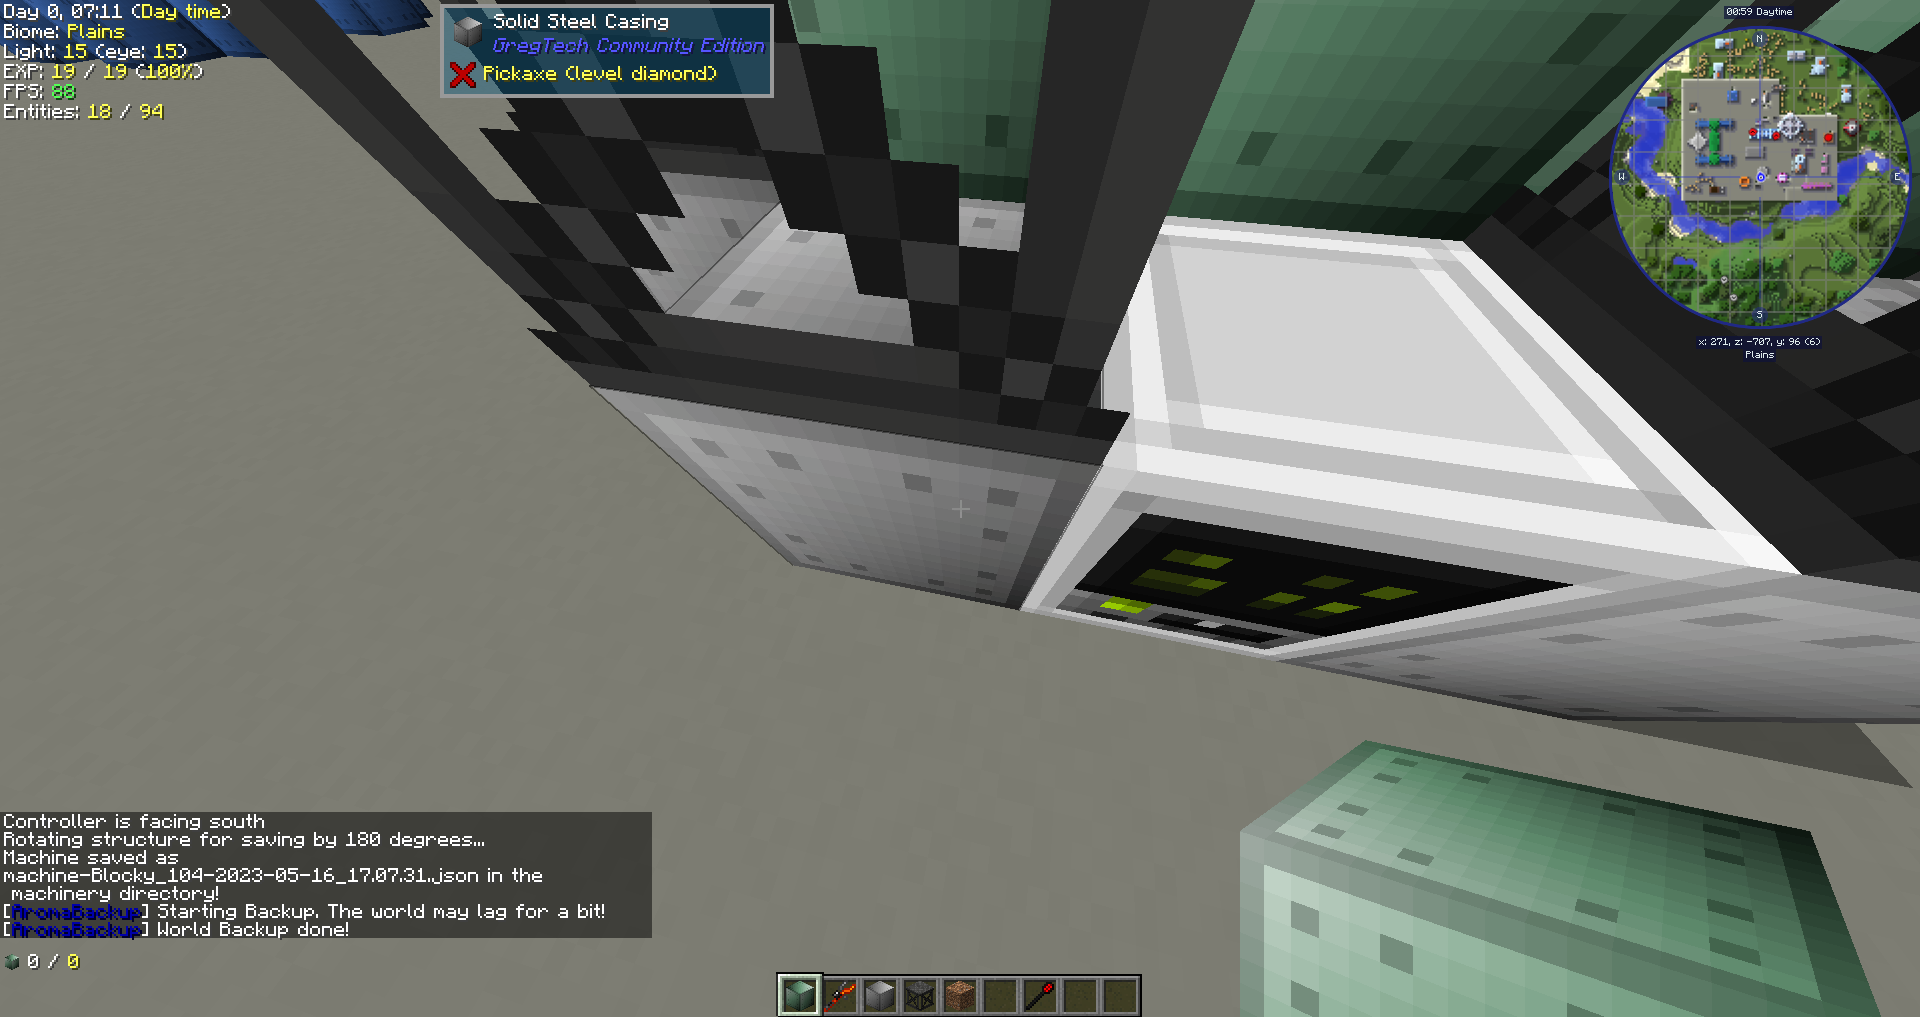 Day 0, 07:11 (Day time)
Biome: Plains
Light: 15 (eye: 15)
EXP: 19 / 19 (100%)
FPS: 88
Entities: 18 / 94
Solid Steel Casing
GregTech Community Edition
Pickaxe (level diamond)
00:59 Daytime
N
W
E
S
x: 271, z: -707, y: 96 (6)
Plains
Controller is facing south
Rotating structure for saving by 180 degrees...
Machine saved as
machine-Blocky_104-2023-05-16_17.07.31..json in the
machinery directory!
[AromaBackup] Starting Backup. The world may lag for a bit!
[AromaBackup] World Backup done!
0 / 0